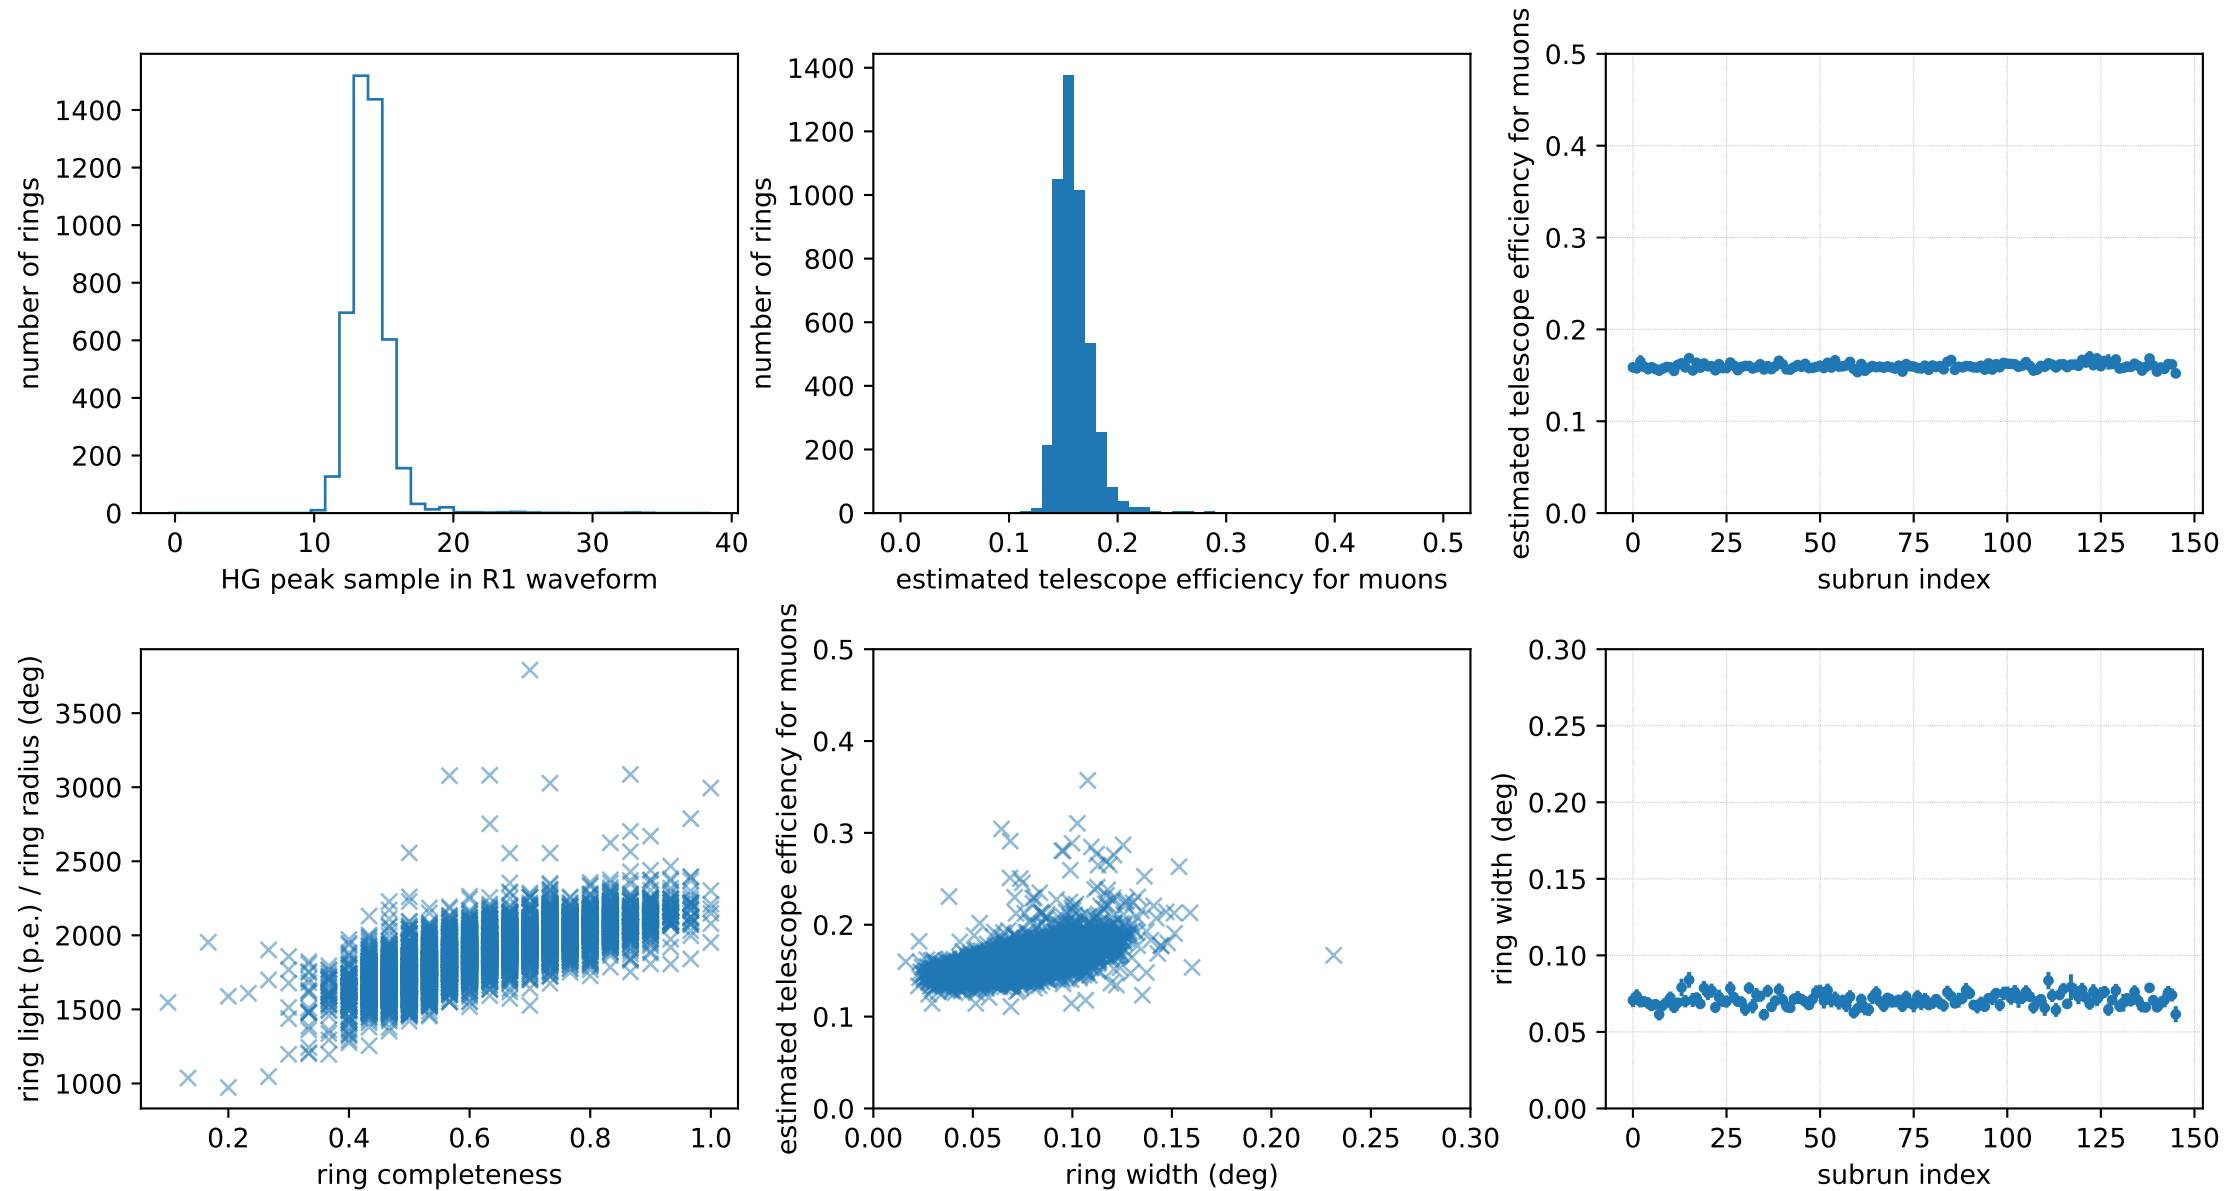 number of rings
1400
1200
1000
800
600
400
200
0
0 10 20 30 40
HG peak sample in R1 waveform
number of rings
1400
1200
1000
800
600
400
200
0
0.0 0.1 0.2 0.3 0.4 0.5
estimated telescope efficiency for muons
estimated telescope efficiency for muons
0.5
0.4
0.3
0.2
0.1
0.0
0 25 50 75 100 125 150
subrun index
ring light (p.e.) / ring radius (deg)
3500
3000
2500
2000
1500
1000
0.2 0.4 0.6 0.8 1.0
ring completeness
estimated telescope efficiency for muons
0.5
0.4
0.3
0.2
0.1
0.0
0.00 0.05 0.10 0.15 0.20 0.25 0.30
ring width (deg)
ring width (deg)
0.30
0.25
0.20
0.15
0.10
0.05
0.00
0 25 50 75 100 125 150
subrun index